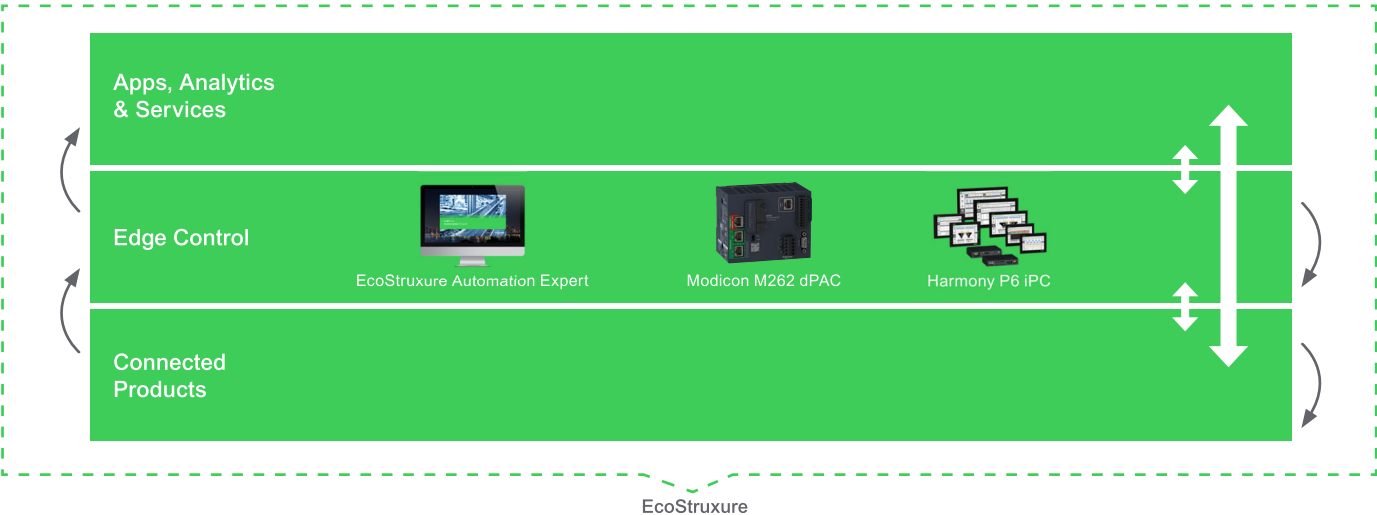 Apps, Analytics
& Services
Edge Control
EcoStruxure Automation Expert
Modicon M262 dPAC
Harmony P6 iPC
Connected
Products
EcoStruxure